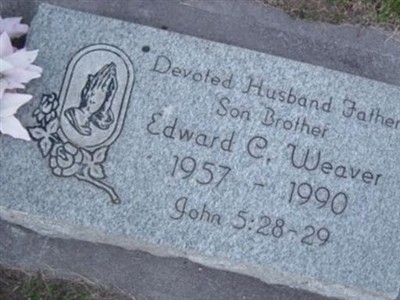 Devoted Husband Father
Son Brother
Edward C. Weaver
1957 - 1990
John 5:28-29